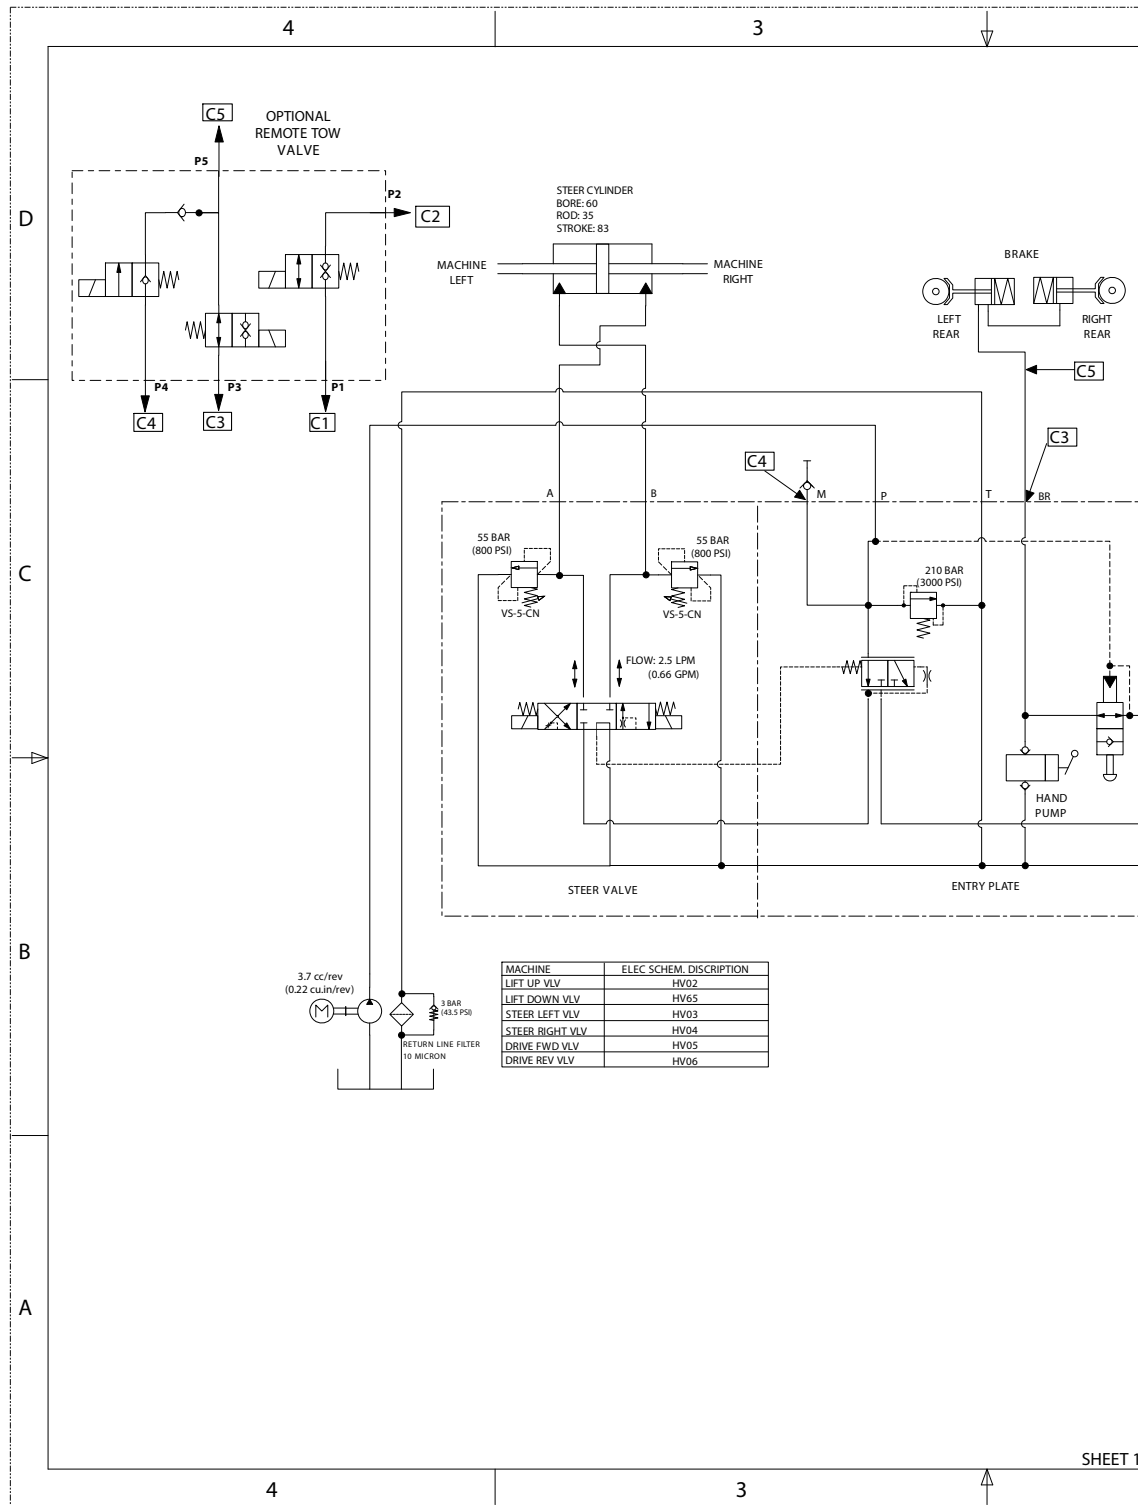 4
3
C5
OPTIONAL
REMOTE TOW
VALVE
P5
P2
C2
D
STEER CYLINDER
BORE: 60
ROD: 35
STROKE: 83
MACHINE
LEFT
MACHINE
RIGHT
BRAKE
LEFT
REAR
RIGHT
REAR
P4
P3
P1
C4
C3
C1
C5
C3
C4
A
B
M
P
T
BR
C
55 BAR
(800 PSI)
VS-5-CN
55 BAR
(800 PSI)
VS-5-CN
210 BAR
(3000 PSI)
FLOW: 2.5 LPM
(0.66 GPM)
HAND
PUMP
STEER VALVE
ENTRY PLATE
B
3.7 cc/rev
(0.22 cu.in/rev)
M
3 BAR
(43.5 PSI)
RETURN LINE FILTER
10 MICRON
MACHINE ELEC SCHEM. DISCRIPTION
LIFT UP VLV HV02
LIFT DOWN VLV HV65
STEER LEFT VLV HV03
STEER RIGHT VLV HV04
DRIVE FWD VLV HV05
DRIVE REV VLV HV06
A
SHEET 1
4
3